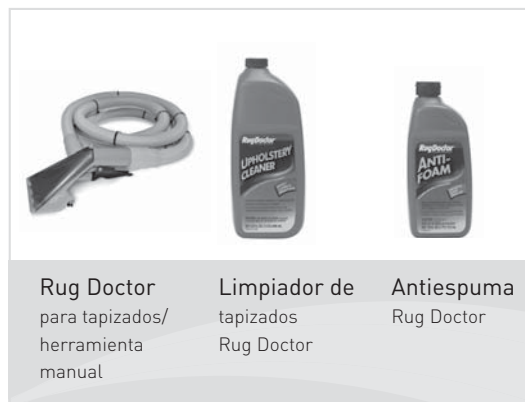 RugDoctor
UPHOLSTERY
CLEANER
RugDoctor
ANTI-
FOAM
Rug Doctor
para tapizados/
herramienta
manual
Limpiador de
tapizados
Rug Doctor
Antiespuma
Rug Doctor